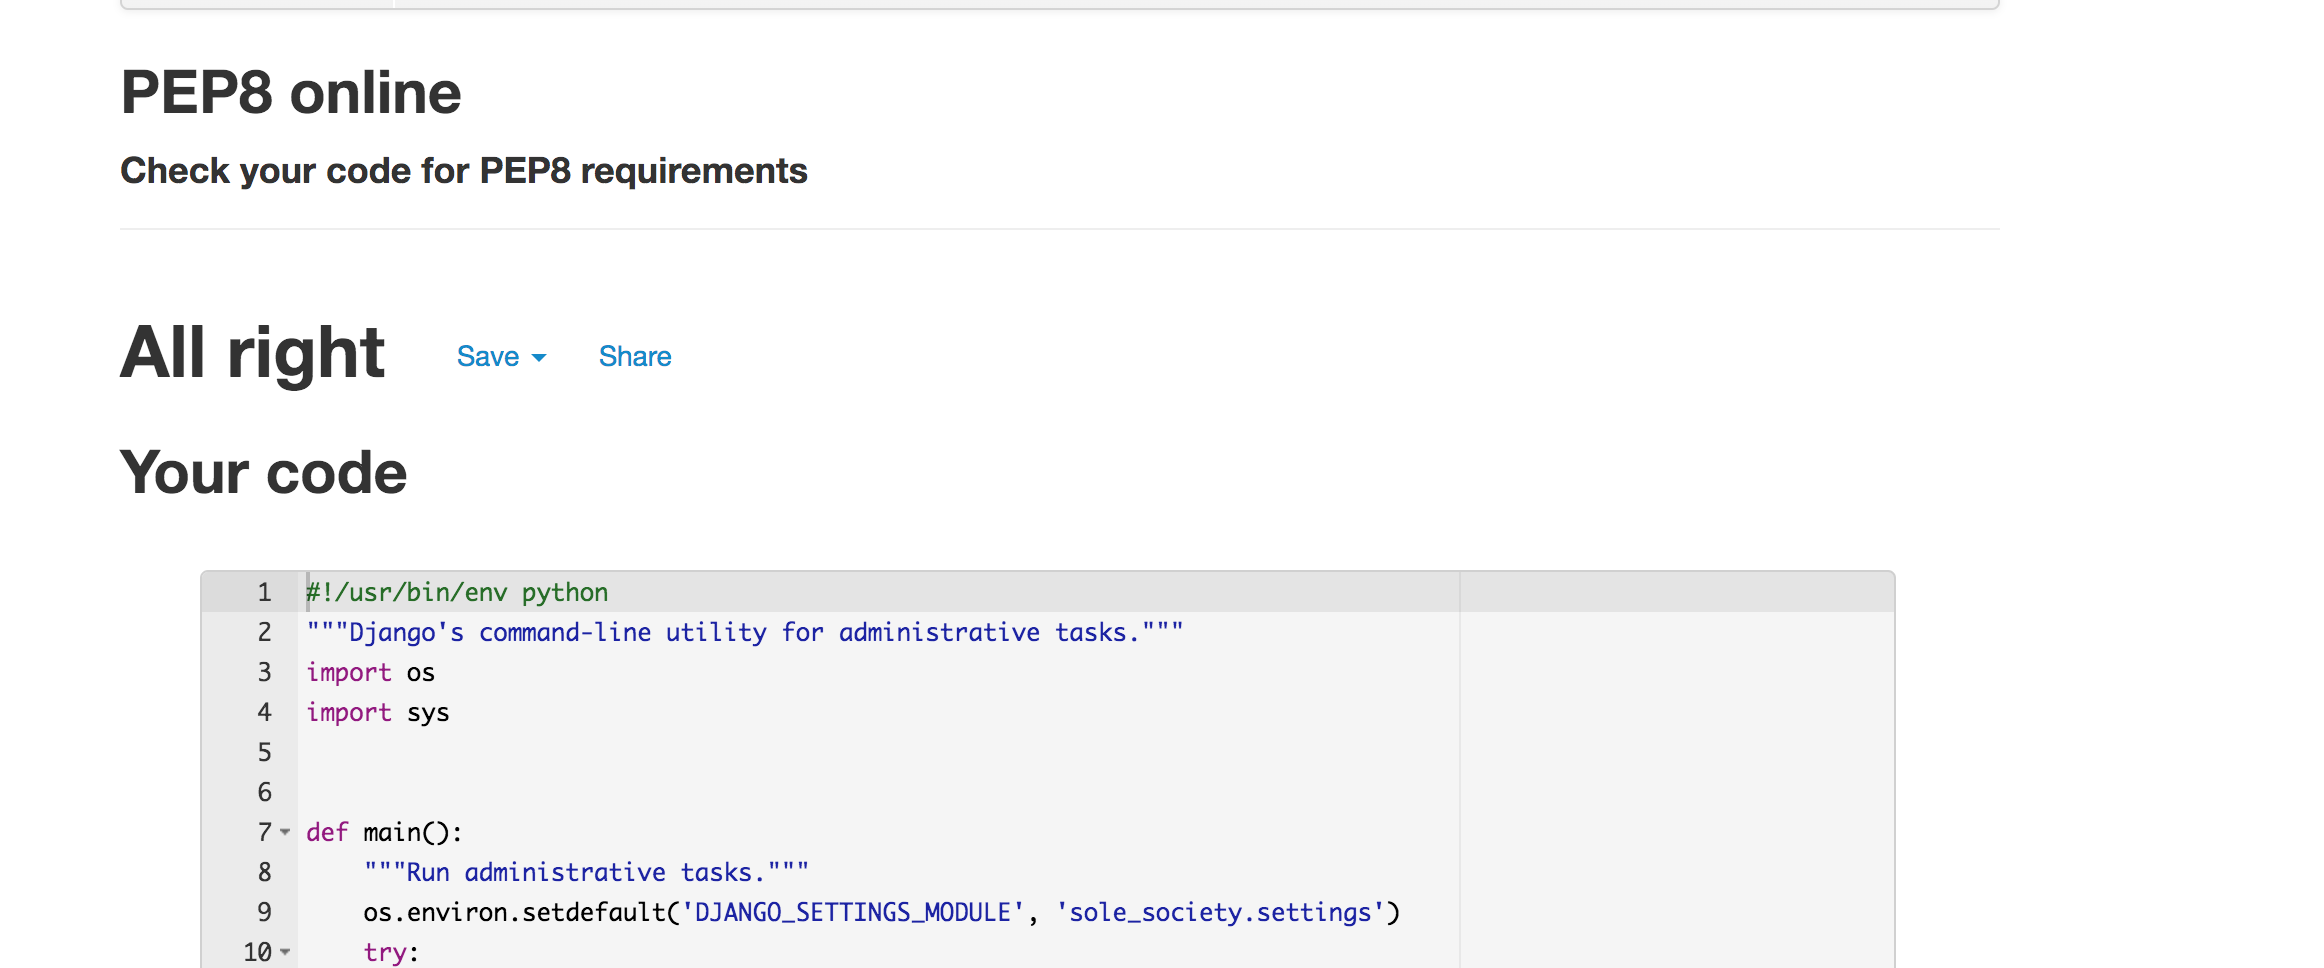 PEP8 online
Check your code for PEP8 requirements
All right Save Share
Your code
1 #!/usr/bin/env python
2 """Django's command-line utility for administrative tasks."""
3 import os
4 import sys
5
6
7 def main():
8     """Run administrative tasks."""
9     os.environ.setdefault('DJANGO_SETTINGS_MODULE', 'sole_society.settings')
10     try: